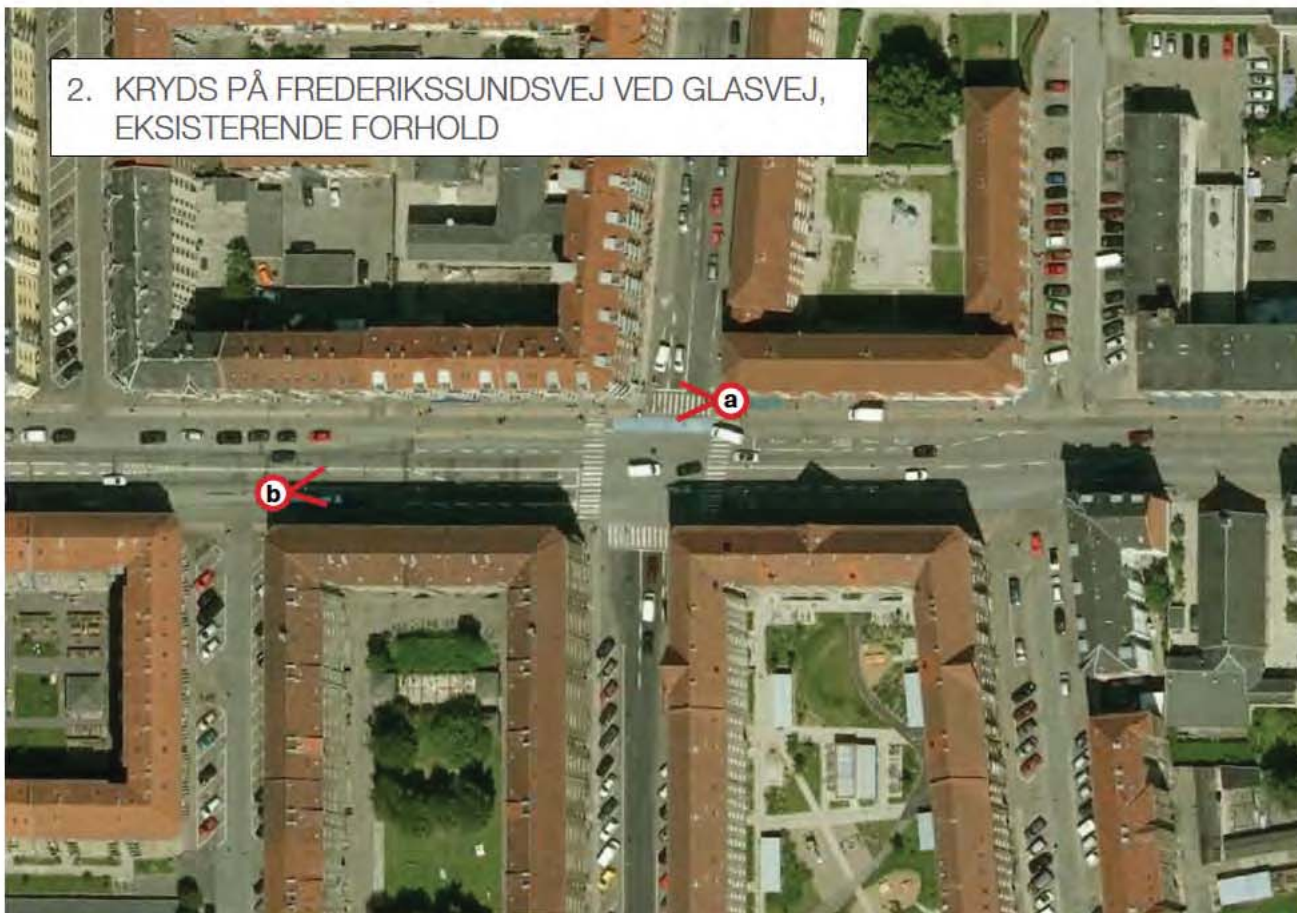 2. KRYDS PÅ FREDERIKSSUNDSVEJ VED GLASVEJ,
EKSISTERENDE FORHOLD
a
b